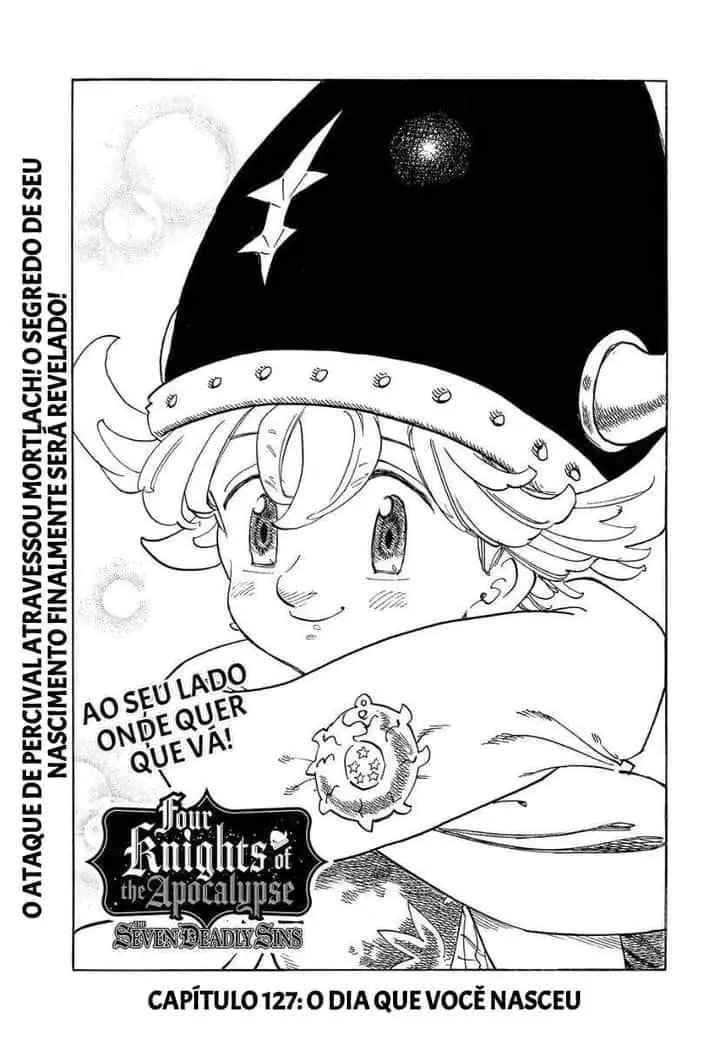 O ATAQUE DE PERCIVAL ATRAVESSOU MORTLACH! O SEGREDO DE SEU
NASCIMENTO FINALMENTE SERÁ REVELADO!
AO SEU LADO
ONDE QUER
QUE VÁ!
Four
Knights of
the Apocalypse
THE SEVEN DEADLY SINS
CAPÍTULO 127: O DIA QUE VOCÊ NASCEU